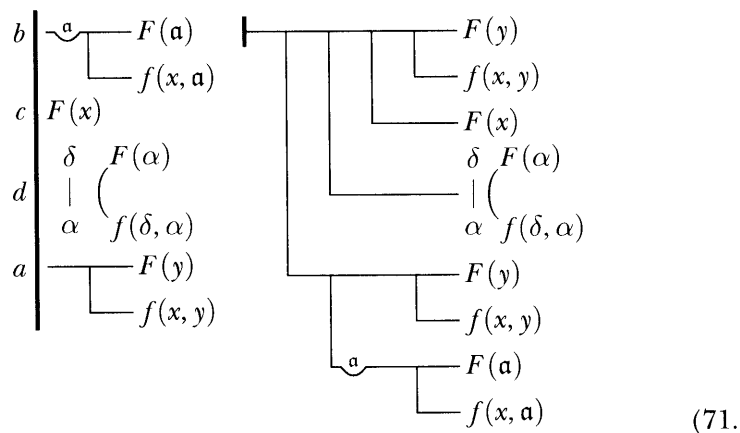 b 𝔞 F(𝔞) F(y)
f(x, 𝔞) f(x, y)
c F(x) F(x)
δ F(α) δ F(α)
d | ( | (
α f(δ, α) α f(δ, α)
a F(y) F(y)
f(x, y) f(x, y)
𝔞 F(𝔞)
f(x, 𝔞)
(71.